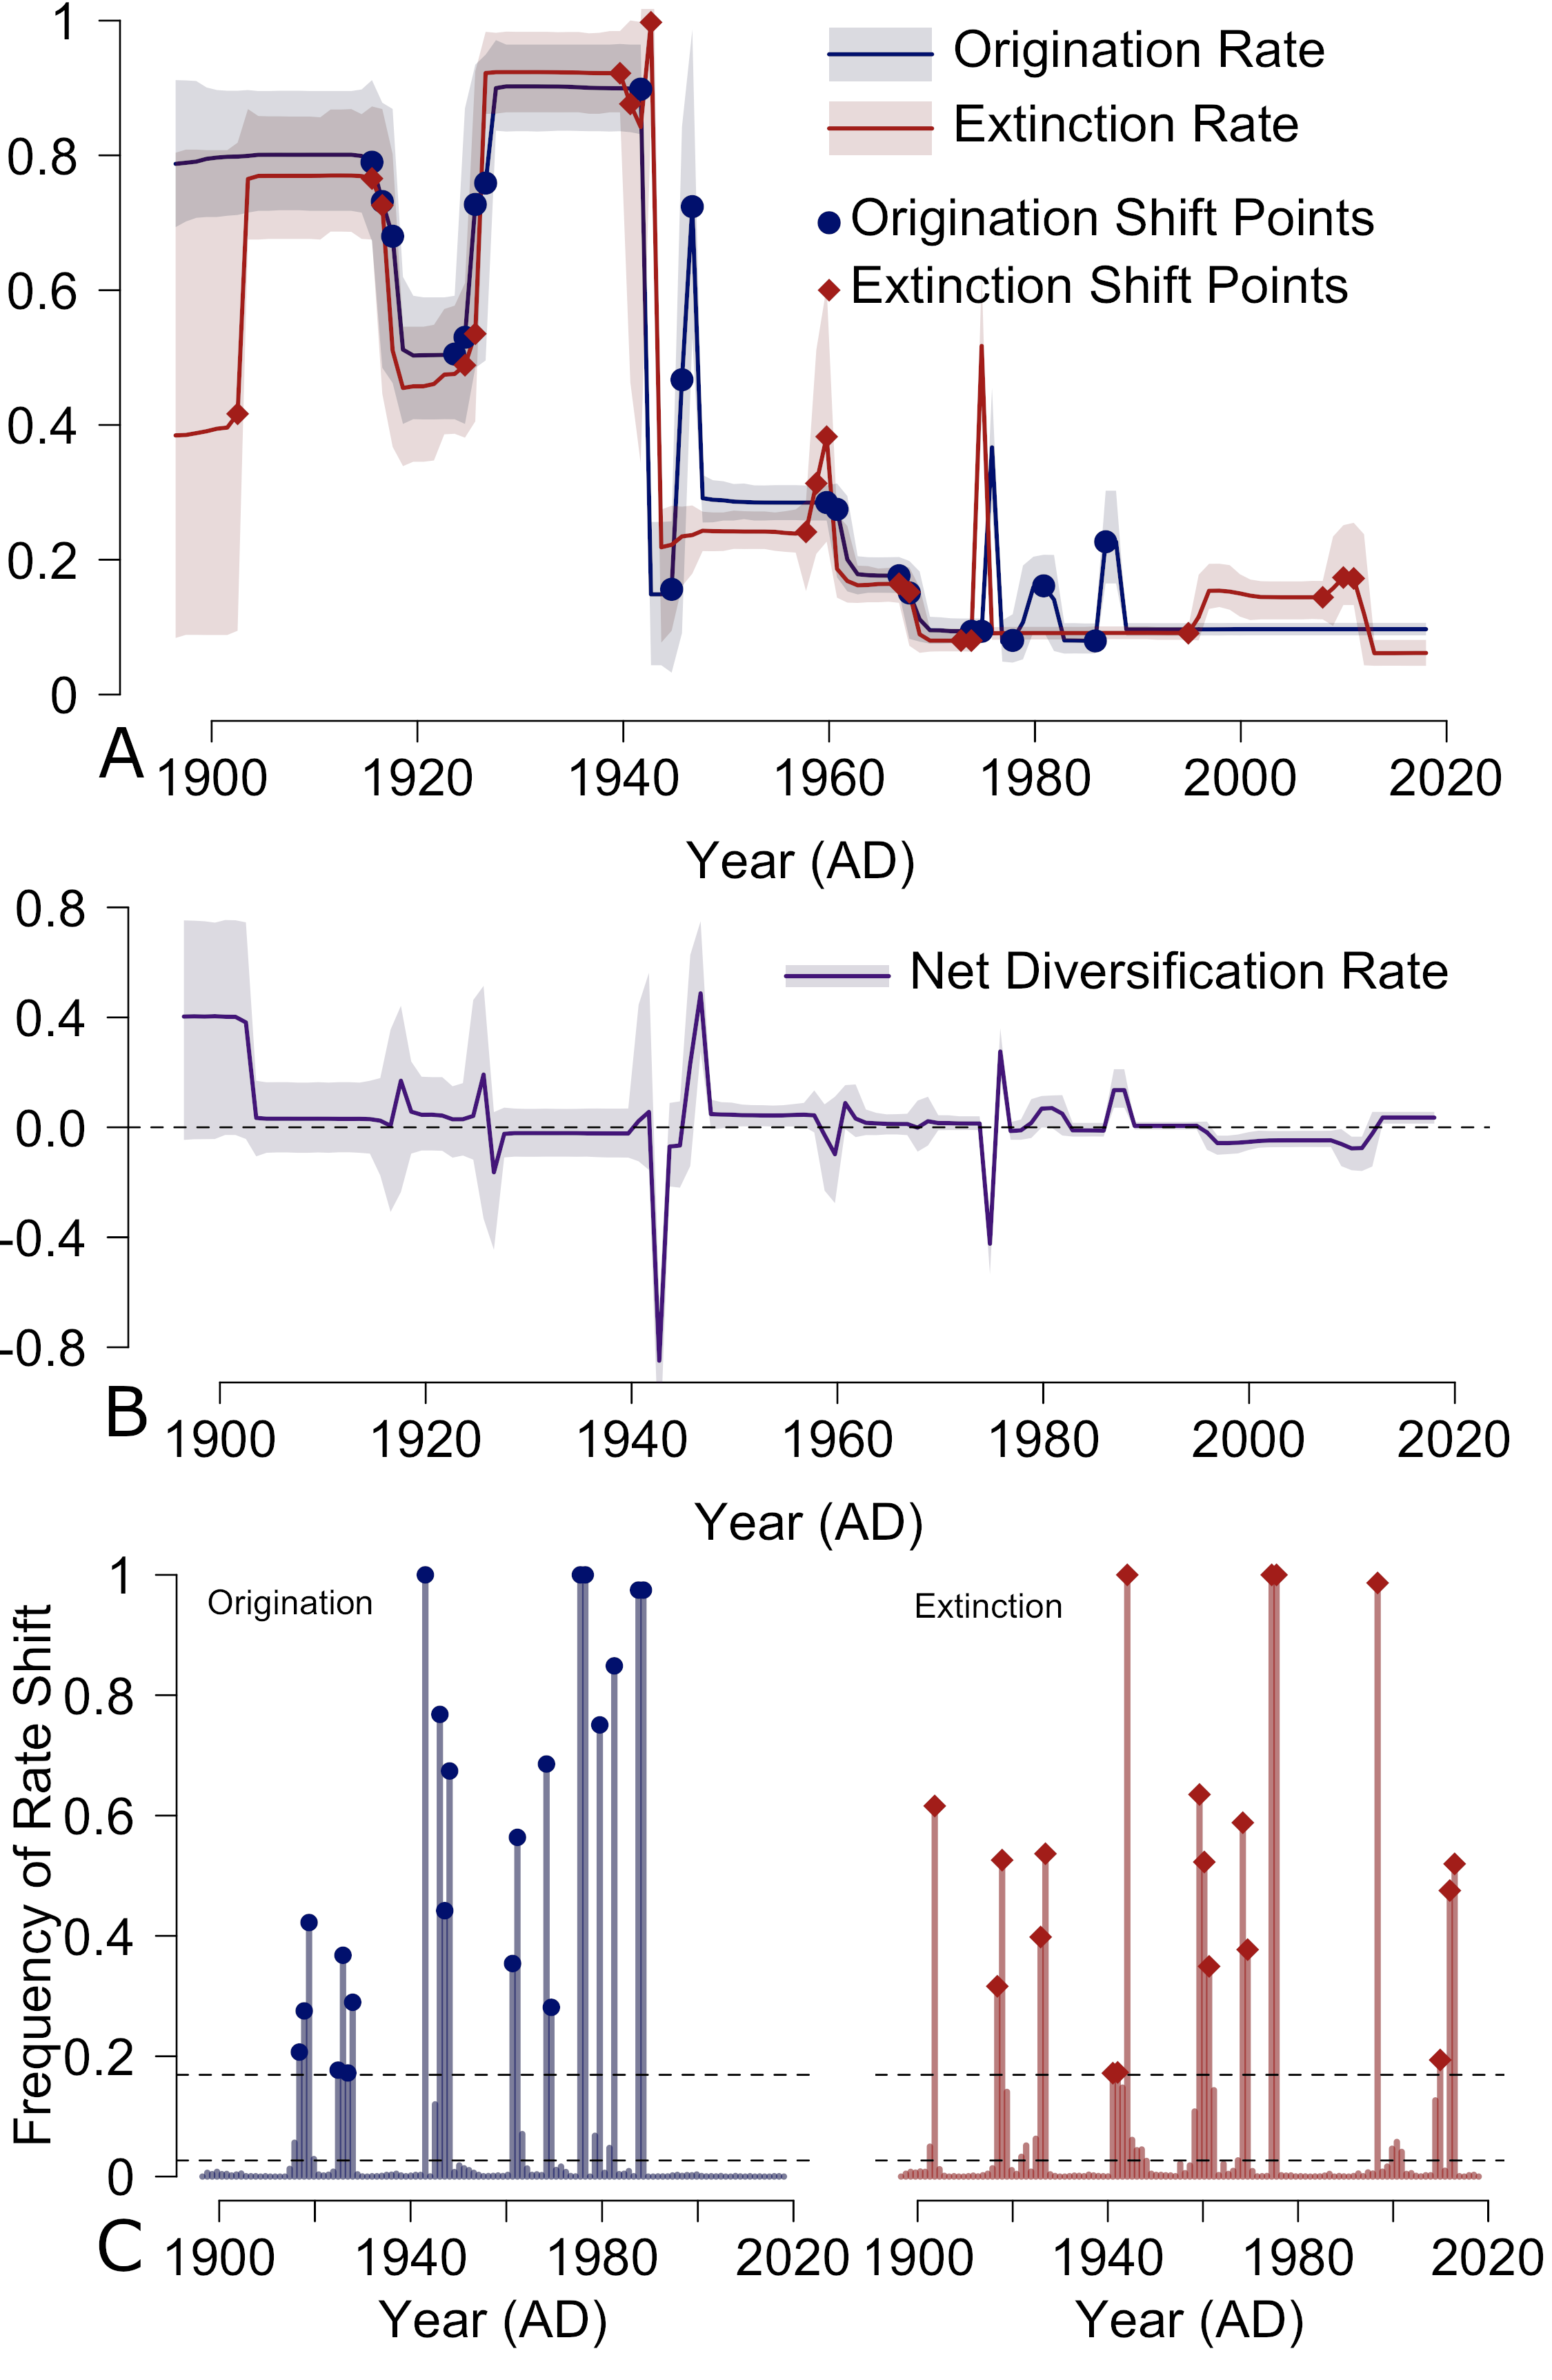 1
0.8
0.6
0.4
0.2
0
Origination Rate
Extinction Rate
Origination Shift Points
Extinction Shift Points
A
1900 1920 1940 1960 1980 2000 2020
Year (AD)
0.8
0.4
0.0
-0.4
-0.8
Net Diversification Rate
B
1900 1920 1940 1960 1980 2000 2020
Year (AD)
Frequency of Rate Shift
1
0.8
0.6
0.4
0.2
0
Origination
Extinction
C
1900 1940 1980 2020 1900 1940 1980 2020
Year (AD) Year (AD)